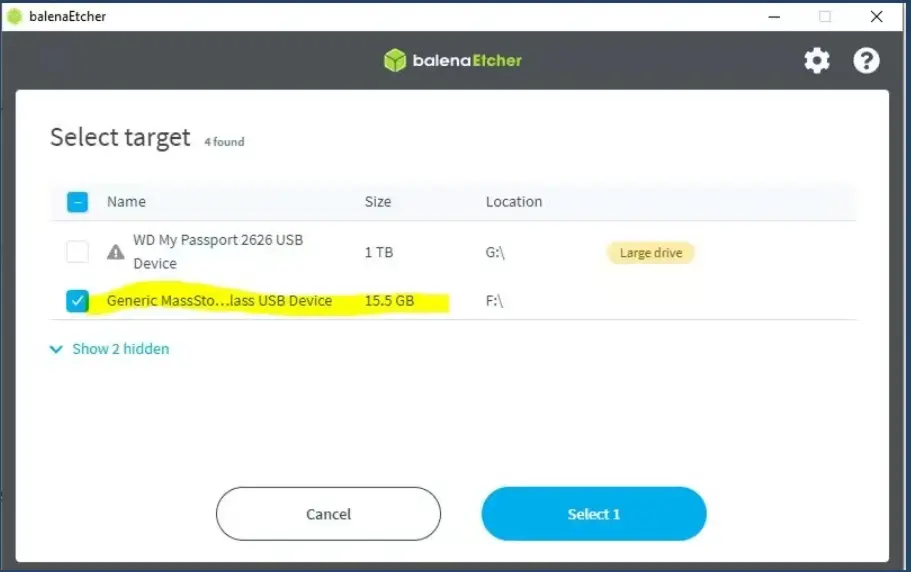 balenaEtcher
balenaEtcher
Select target 4 found
Name Size Location
WD My Passport 2626 USB
Device 1 TB G:\ Large drive
Generic MassSto...lass USB Device 15.5 GB F:\
Show 2 hidden
Cancel Select 1